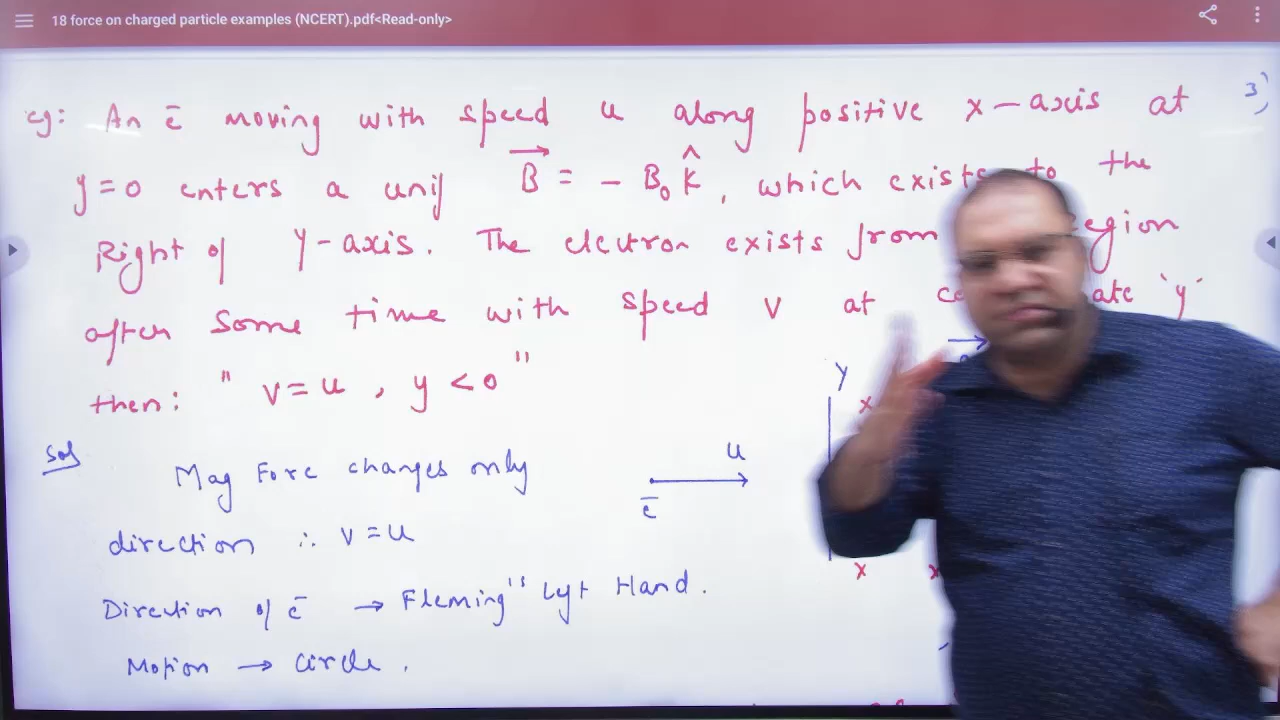 18 force on charged particle examples (NCERT).pdf<Read-only>
eg: An e̅ moving with speed u along positive x-axis at 3)
y=0 enters a unif B⃗ = - B₀ k̂, which exists to the
Right of Y-axis. The electron exists from region
after some time with speed v at y
then: " v=u , y<0 "
Sol
Mag Force changes only
direction ∴ v=u
Direction of e̅ → Fleming's Left Hand.
Motion → circle.
u
e̅
y
x
x x